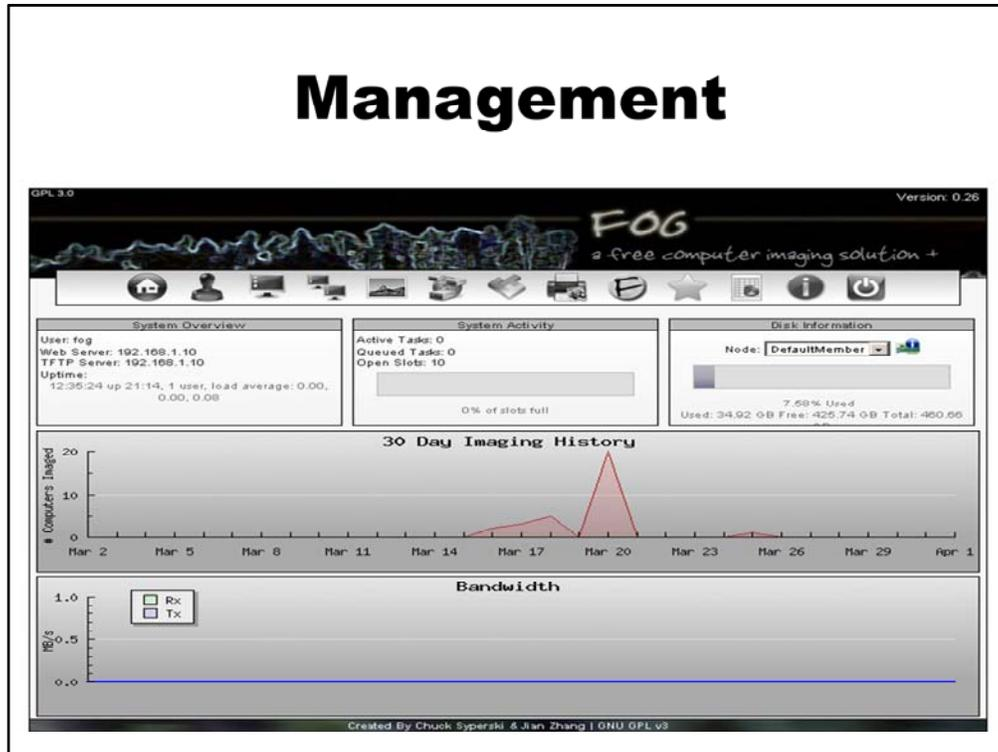 Management
GPL 3.0
Version: 0.26
FOG
a free computer imaging solution +
System Overview
User: fog
Web Server: 192.168.1.10
TFTP Server: 192.168.1.10
Uptime:
12:35:24 up 21:14, 1 user, load average: 0.00,
0.00, 0.08
System Activity
Active Tasks: 0
Queued Tasks: 0
Open Slots: 10
0% of slots full
Disk Information
Node: DefaultMember
7.58% Used
Used: 34.92 GB Free: 425.74 GB Total: 460.66
30 Day Imaging History
# Computers Imaged
20
10
0
Mar 2 Mar 5 Mar 8 Mar 11 Mar 14 Mar 17 Mar 20 Mar 23 Mar 26 Mar 29 Apr 1
Bandwidth
Rx
Tx
MB/s
1.0
0.5
0.0
Created By Chuck Syperski & Jian Zhang | GNU GPL v3